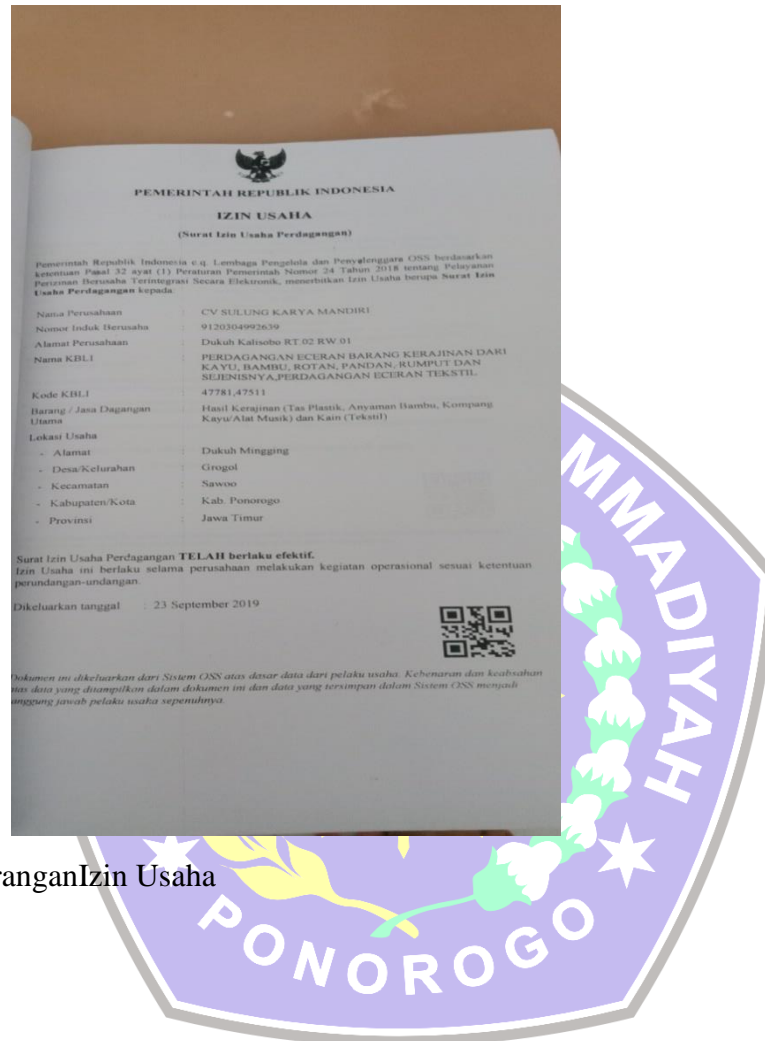 PEMERINTAH REPUBLIK INDONESIA
IZIN USAHA
(Surat Izin Usaha Perdagangan)
Pemerintah Republik Indonesia c.q. Lembaga Pengelola dan Penyelenggara OSS berdasarkan
ketentuan Pasal 32 ayat (1) Peraturan Pemerintah Nomor 24 Tahun 2018 tentang Pelayanan
Perizinan Berusaha Terintegrasi Secara Elektronik, menerbitkan Izin Usaha berupa Surat Izin
Usaha Perdagangan kepada
Nama Perusahaan : CV SULUNG KARYA MANDIRI
Nomor Induk Berusaha : 9120304992639
Alamat Perusahaan : Dukuh Kalisobo RT.02 RW.01
Nama KBLI : PERDAGANGAN ECERAN BARANG KERAJINAN DARI
KAYU, BAMBU, ROTAN, PANDAN, RUMPUT DAN
SEJENISNYA,PERDAGANGAN ECERAN TEKSTIL
Kode KBLI : 47781,47511
Barang / Jasa Dagangan : Hasil Kerajinan (Tas Plastik, Anyaman Bambu, Kompang
Utama Kayu/Alat Musik) dan Kain (Tekstil)
Lokasi Usaha
- Alamat : Dukuh Mingging
- Desa/Kelurahan : Grogol
- Kecamatan : Sawoo
- Kabupaten/Kota : Kab. Ponorogo
- Provinsi : Jawa Timur
Surat Izin Usaha Perdagangan TELAH berlaku efektif.
Izin Usaha ini berlaku selama perusahaan melakukan kegiatan operasional sesuai ketentuan
perundangan-undangan.
Dikeluarkan tanggal : 23 September 2019
Dokumen ini dikeluarkan dari Sistem OSS atas dasar data dari pelaku usaha. Kebenaran dan keabsahan
atas data yang ditampilkan dalam dokumen ini dan data yang tersimpan dalam Sistem OSS menjadi
anggung jawab pelaku usaha sepenuhnya.
ranganIzin Usaha
MMADIYAH
PONOROGO